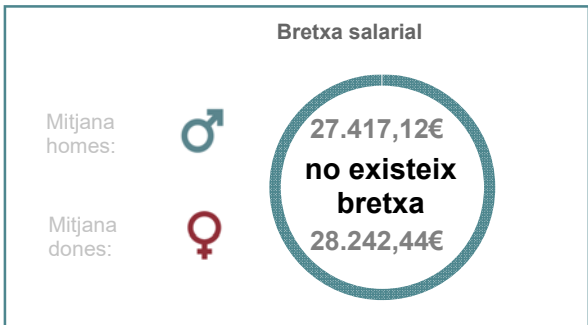 Bretxa salarial
Mitjana
homes:
27.417,12€
no existeix
bretxa
Mitjana
dones:
28.242,44€